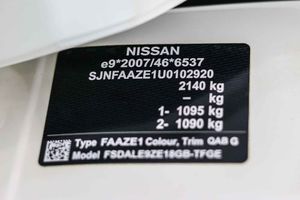 NISSAN
e9*2007/46*6537
SJNFAAZE1U0102920
2140 kg
– kg
1- 1095 kg
2- 1090 kg
Type FAAZE1 Colour, Trim QAB G
Model FSDALE9ZE18GB-TFGE